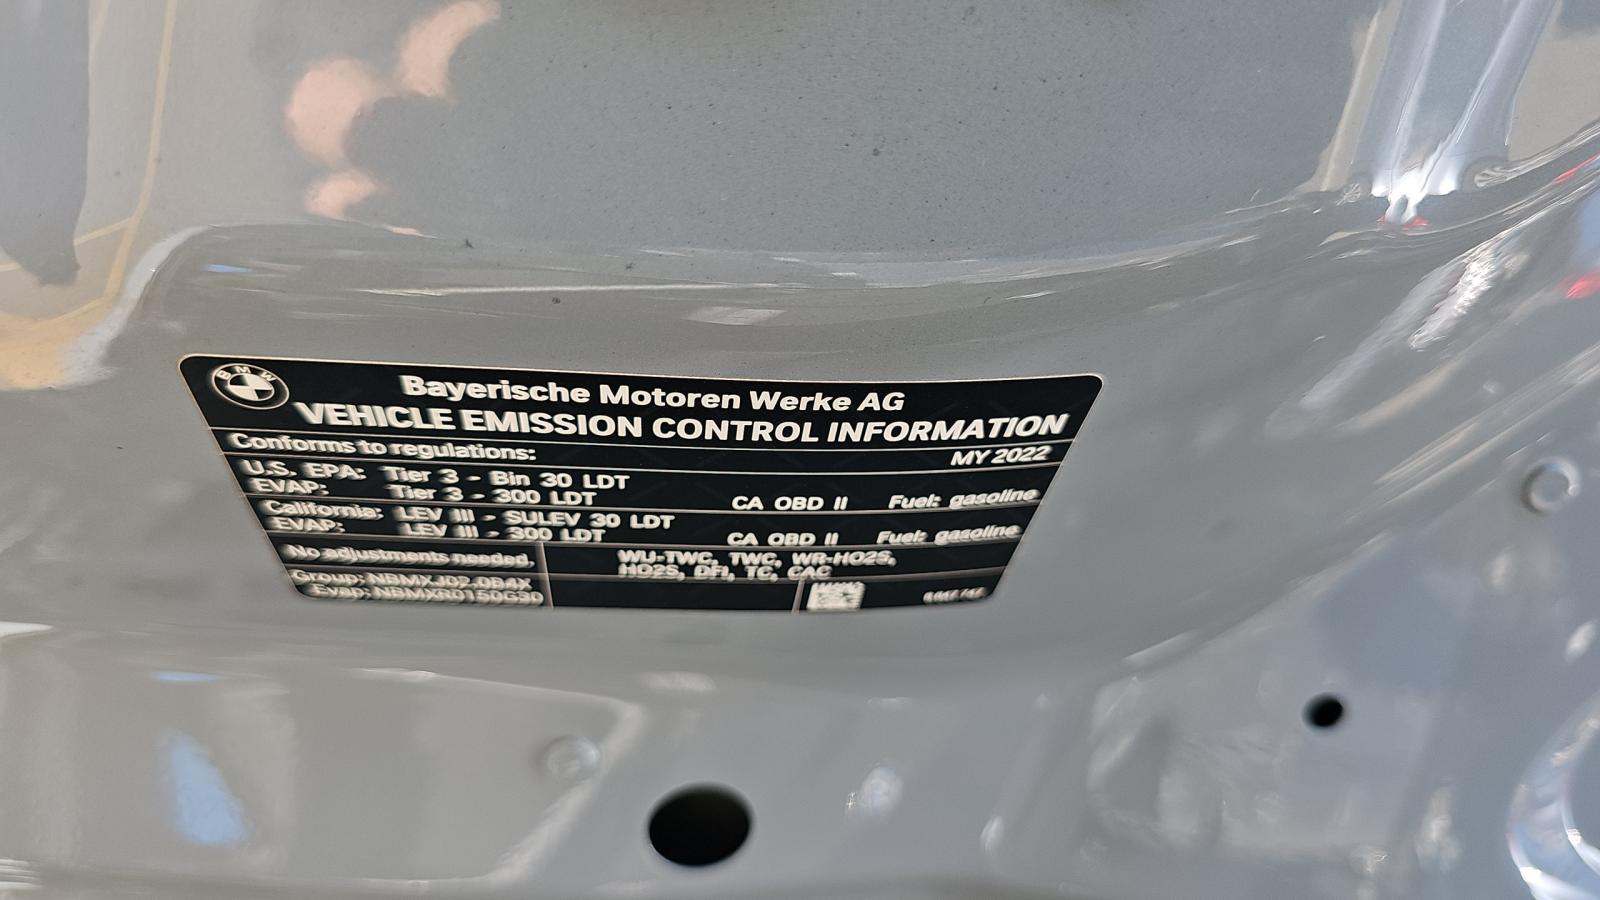 BMW
Bayerische Motoren Werke AG
VEHICLE EMISSION CONTROL INFORMATION
Conforms to regulations:
MY 2022
U.S. EPA: Tier 3 - Bin 30 LDT
EVAP: Tier 3 - 300 LDT CA OBD II Fuel: gasoline
California: LEV III - SULEV 30 LDT
EVAP: LEV III - 300 LDT CA OBD II Fuel: gasoline
No adjustments needed.
WU-TWC, TWC, WR-HO2S,
HO2S, DFI, TC, CAC
Group:
Evap: